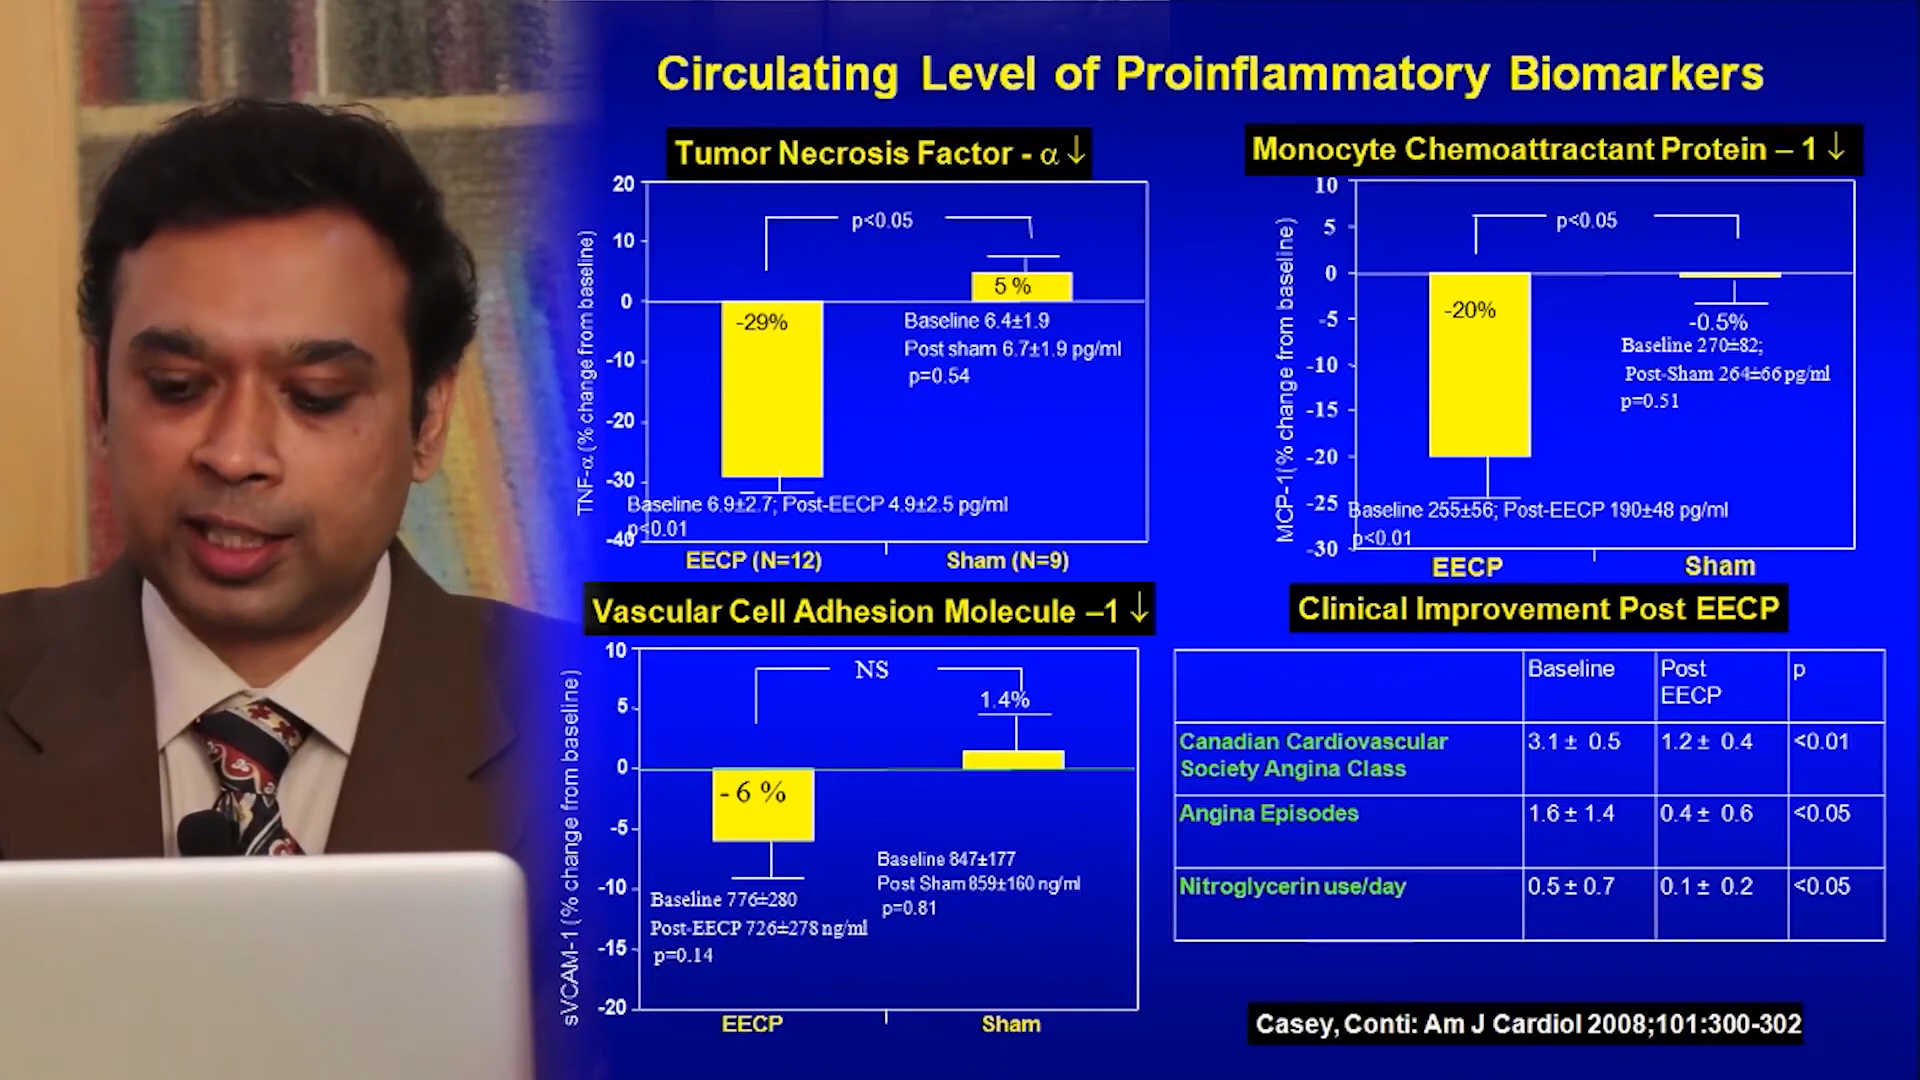 Circulating Level of Proinflammatory Biomarkers
Tumor Necrosis Factor - α ↓
20
10
0
-10
-20
-30
-40
TNF-α (% change from baseline)
p<0.05
-29%
5 %
Baseline 6.4±1.9
Post sham 6.7±1.9 pg/ml
p=0.54
Baseline 6.9±2.7; Post-EECP 4.9±2.5 pg/ml
p<0.01
EECP (N=12)
Sham (N=9)
Monocyte Chemoattractant Protein – 1 ↓
10
5
0
-5
-10
-15
-20
-25
-30
MCP-1 (% change from baseline)
p<0.05
-20%
-0.5%
Baseline 270±82;
Post-Sham 264±66 pg/ml
p=0.51
Baseline 255±56; Post-EECP 190±48 pg/ml
p<0.01
EECP
Sham
Vascular Cell Adhesion Molecule –1 ↓
10
5
0
-5
-10
-15
-20
sVCAM-1 (% change from baseline)
NS
1.4%
- 6 %
Baseline 847±177
Post Sham 859±160 ng/ml
p=0.81
Baseline 776±280
Post-EECP 726±278 ng/ml
p=0.14
EECP
Sham
Clinical Improvement Post EECP
Baseline
Post
EECP
p
Canadian Cardiovascular
Society Angina Class
3.1 ± 0.5
1.2 ± 0.4
<0.01
Angina Episodes
1.6 ± 1.4
0.4 ± 0.6
<0.05
Nitroglycerin use/day
0.5 ± 0.7
0.1 ± 0.2
<0.05
Casey, Conti: Am J Cardiol 2008;101:300-302